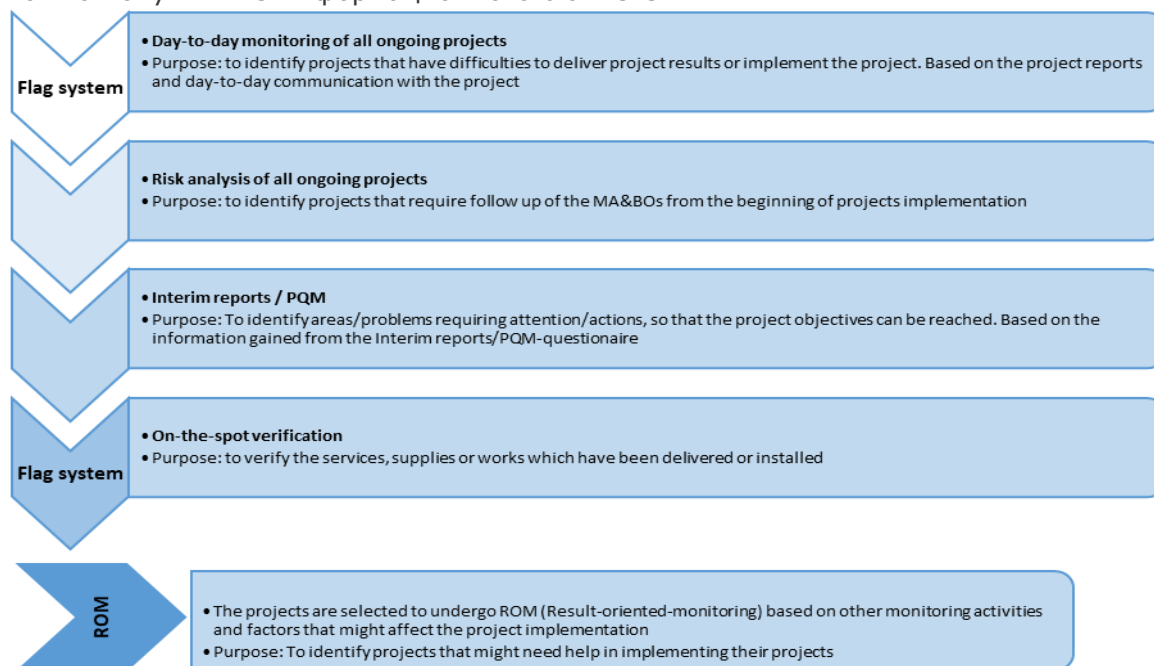 Flag system
• Day-to-day monitoring of all ongoing projects
• Purpose: to identify projects that have difficulties to deliver project results or implement the project. Based on the project reports
and day-to-day communication with the project
• Risk analysis of all ongoing projects
• Purpose: to identify projects that require follow up of the MA&BOs from the beginning of projects implementation
• Interim reports / PQM
• Purpose: To identify areas/problems requiring attention/actions, so that the project objectives can be reached. Based on the
information gained from the Interim reports/PQM-questionaire
Flag system
• On-the-spot verification
• Purpose: to verify the services, supplies or works which have been delivered or installed
ROM
• The projects are selected to undergo ROM (Result-oriented-monitoring) based on other monitoring activities
and factors that might affect the project implementation
• Purpose: To identify projects that might need help in implementing their projects